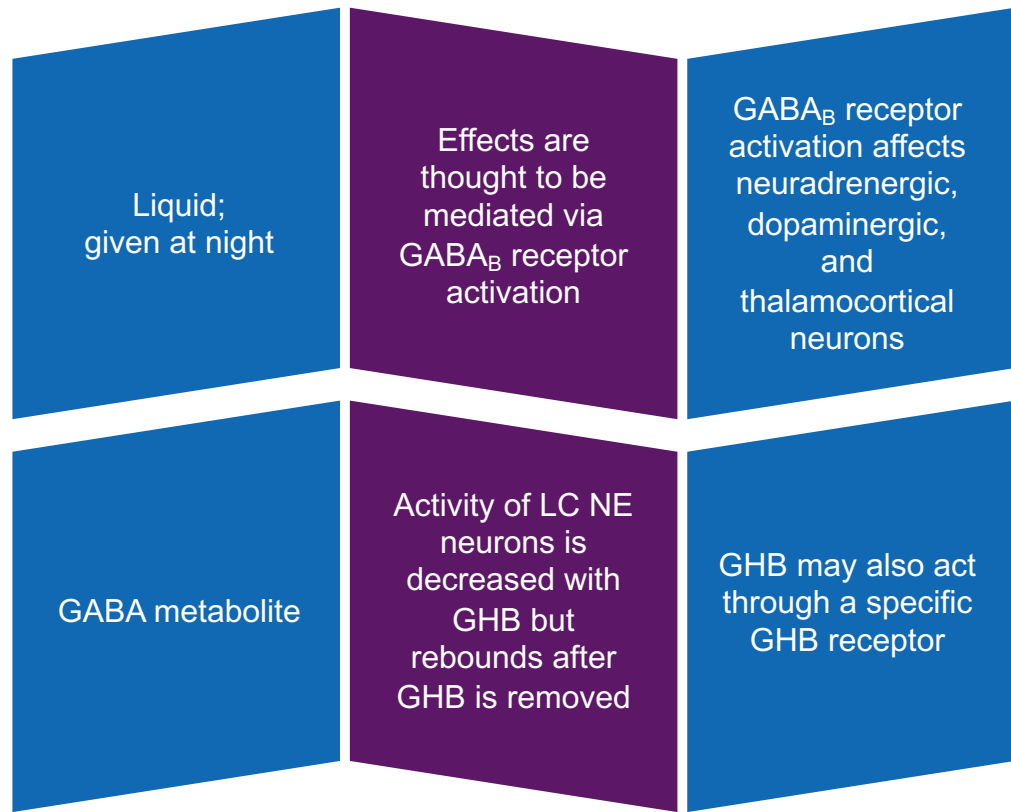 Liquid;
given at night
Effects are
thought to be
mediated via
GABA_B receptor
activation
GABA_B receptor
activation affects
neuradrenergic,
dopaminergic,
and
thalamocortical
neurons
GABA metabolite
Activity of LC NE
neurons is
decreased with
GHB but
rebounds after
GHB is removed
GHB may also act
through a specific
GHB receptor